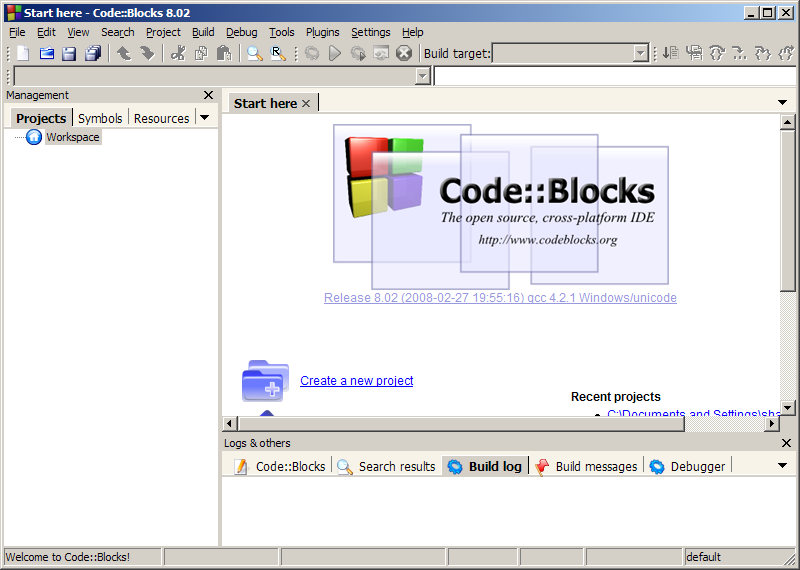 Start here - Code::Blocks 8.02
File Edit View Search Project Build Debug Tools Plugins Settings Help
Build target:
Management
Projects Symbols Resources
Workspace
Start here
Code::Blocks
The open source, cross-platform IDE
http://www.codeblocks.org
Release 8.02 (2008-02-27 19:55:16) gcc 4.2.1 Windows/unicode
Create a new project
Recent projects
C:\Documents and Settings\sha
Logs & others
Code::Blocks Search results Build log Build messages Debugger
Welcome to Code::Blocks! default